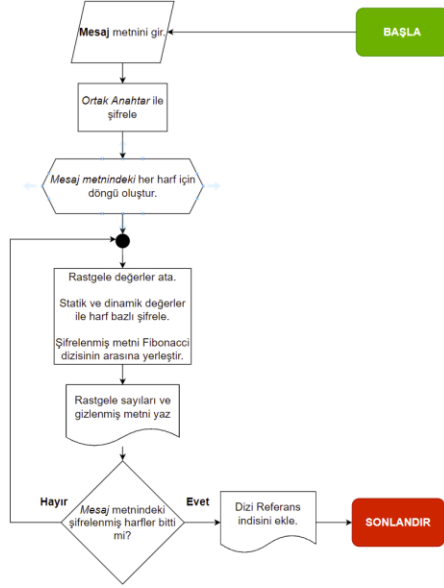 BAŞLA
Mesaj metnini gir.
Ortak Anahtar ile
şifrele
Mesaj metnindeki her harf için
döngü oluştur.
Rastgele değerler ata.
Statik ve dinamik değerler
ile harf bazlı şifrele.
Şifrelenmiş metni Fibonacci
dizisinin arasına yerleştir.
Rastgele sayıları ve
gizlenmiş metni yaz
Hayır
Mesaj metnindeki
şifrelenmiş harfler bitti
mi?
Evet
Dizi Referans
indisini ekle.
SONLANDIR